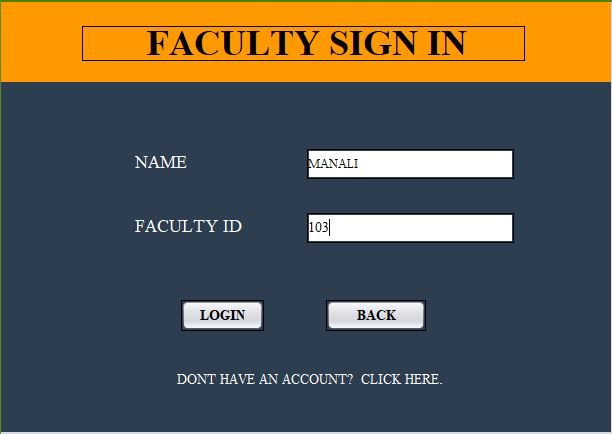 FACULTY SIGN IN
NAME MANALI
FACULTY ID 103
LOGIN BACK
DONT HAVE AN ACCOUNT? CLICK HERE.